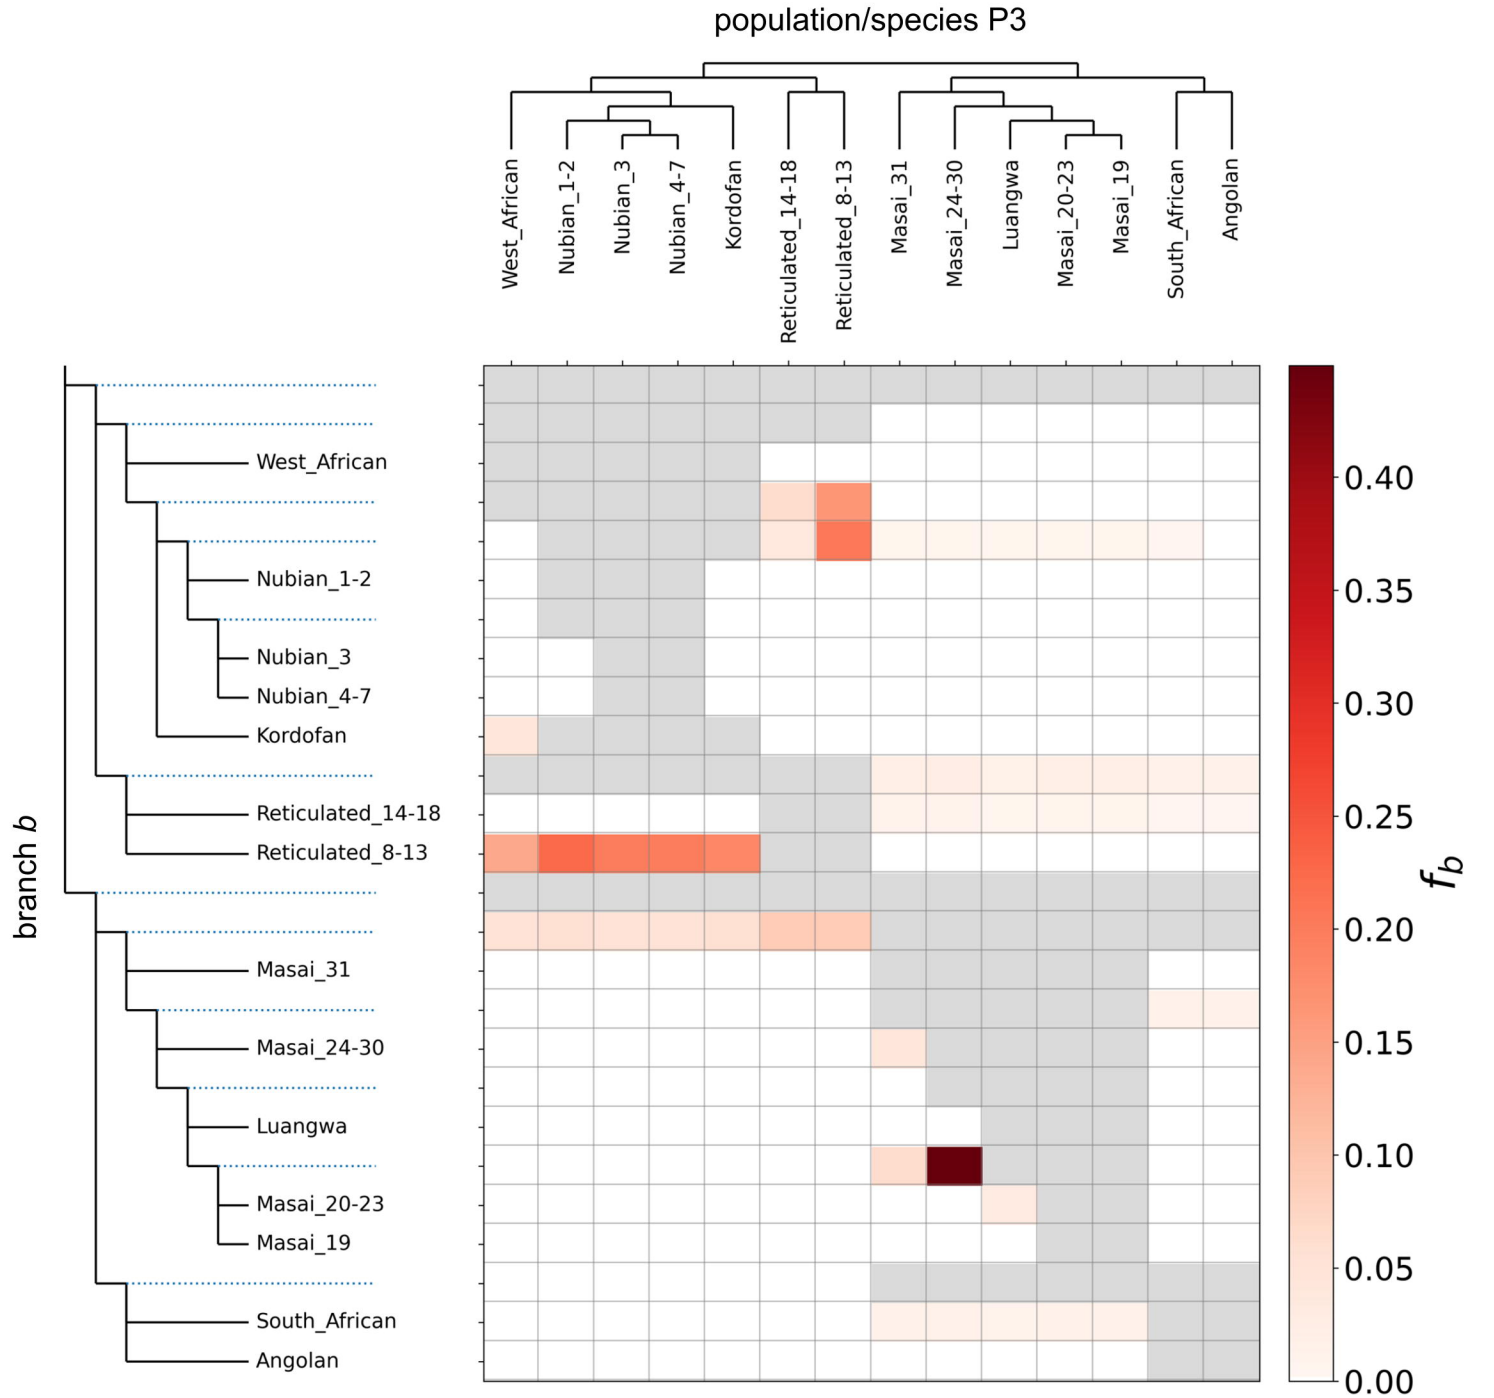 population/species P3
West_African
Nubian_1-2
Nubian_3
Nubian_4-7
Kordofan
Reticulated_14-18
Reticulated_8-13
Masai_31
Masai_24-30
Luangwa
Masai_20-23
Masai_19
South_African
Angolan
branch b
West_African
Nubian_1-2
Nubian_3
Nubian_4-7
Kordofan
Reticulated_14-18
Reticulated_8-13
Masai_31
Masai_24-30
Luangwa
Masai_20-23
Masai_19
South_African
Angolan
0.40
0.35
0.30
0.25
0.20
0.15
0.10
0.05
0.00
f_b